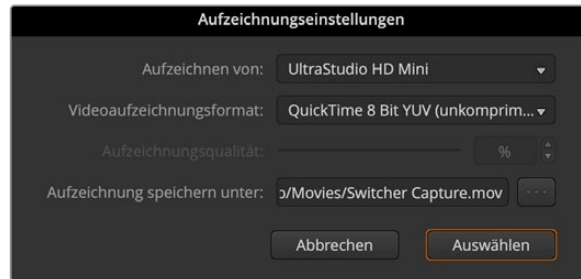 Aufzeichnungseinstellungen
Aufzeichnen von: UltraStudio HD Mini
Videoaufzeichnungsformat: QuickTime 8 Bit YUV (unkomprim...
Aufzeichnungsqualität: %
Aufzeichnung speichern unter: o/Movies/Switcher Capture.mov ...
Abbrechen Auswählen